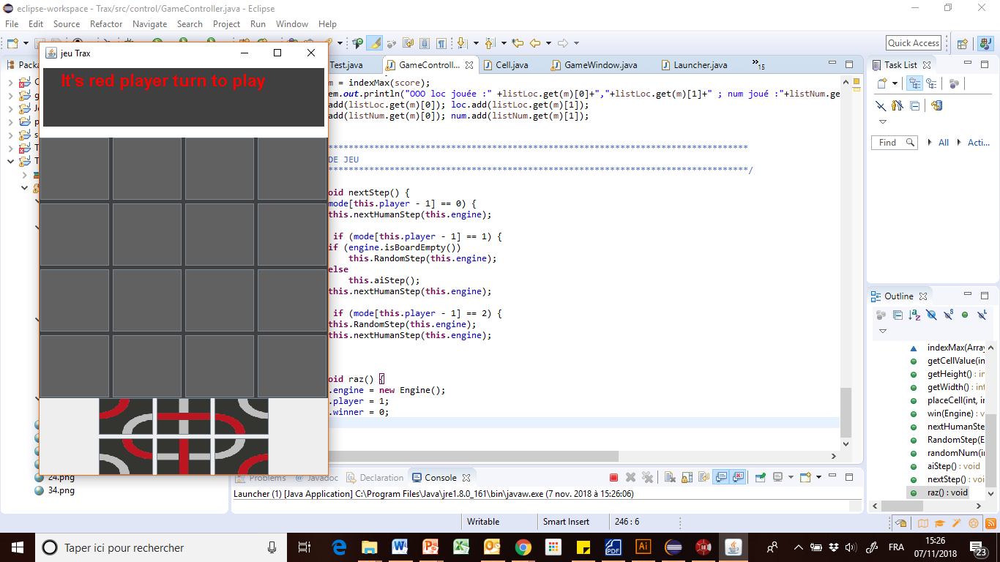 eclipse-workspace - Trax/src/control/GameController.java - Eclipse
File Edit Source Refactor Navigate Search Project Run Window Help
Quick Access
jeu Trax
It's red player turn to play
Packa
Test.java GameControll... Cell.java GameWindow.java Launcher.java »15
m = indexMax(score);
em.out.println("OOO loc jouée :" +listLoc.get(m)[0]+","+listLoc.get(m)[1]+" ; num joué :"+listNum.ge
add(listLoc.get(m)[0]); loc.add(listLoc.get(m)[1]);
add(listNum.get(m)[0]); num.add(listNum.get(m)[1]);
DE JEU
oid nextStep() {
mode[this.player - 1] == 0) {
this.nextHumanStep(this.engine);
if (mode[this.player - 1] == 1) {
if (engine.isBoardEmpty())
this.RandomStep(this.engine);
else
this.aiStep();
this.nextHumanStep(this.engine);
if (mode[this.player - 1] == 2) {
this.RandomStep(this.engine);
this.nextHumanStep(this.engine);
oid raz() {
.engine = new Engine();
.player = 1;
.winner = 0;
Task List
Find All Acti...
Outline
indexMax(Array
getCellValue(in
getHeight() : int
getWidth() : int
placeCell(int, in
win(Engine) : v
nextHumanSte
RandomStep(E
randomNum(in
aiStep() : void
nextStep() : voi
raz() : void
24.png
34.png
Problems @ Javadoc Declaration Console
Launcher (1) [Java Application] C:\Program Files\Java\jre1.8.0_161\bin\javaw.exe (7 nov. 2018 à 15:26:06)
Writable Smart Insert 246 : 6
Taper ici pour rechercher
FRA
15:26
07/11/2018
23